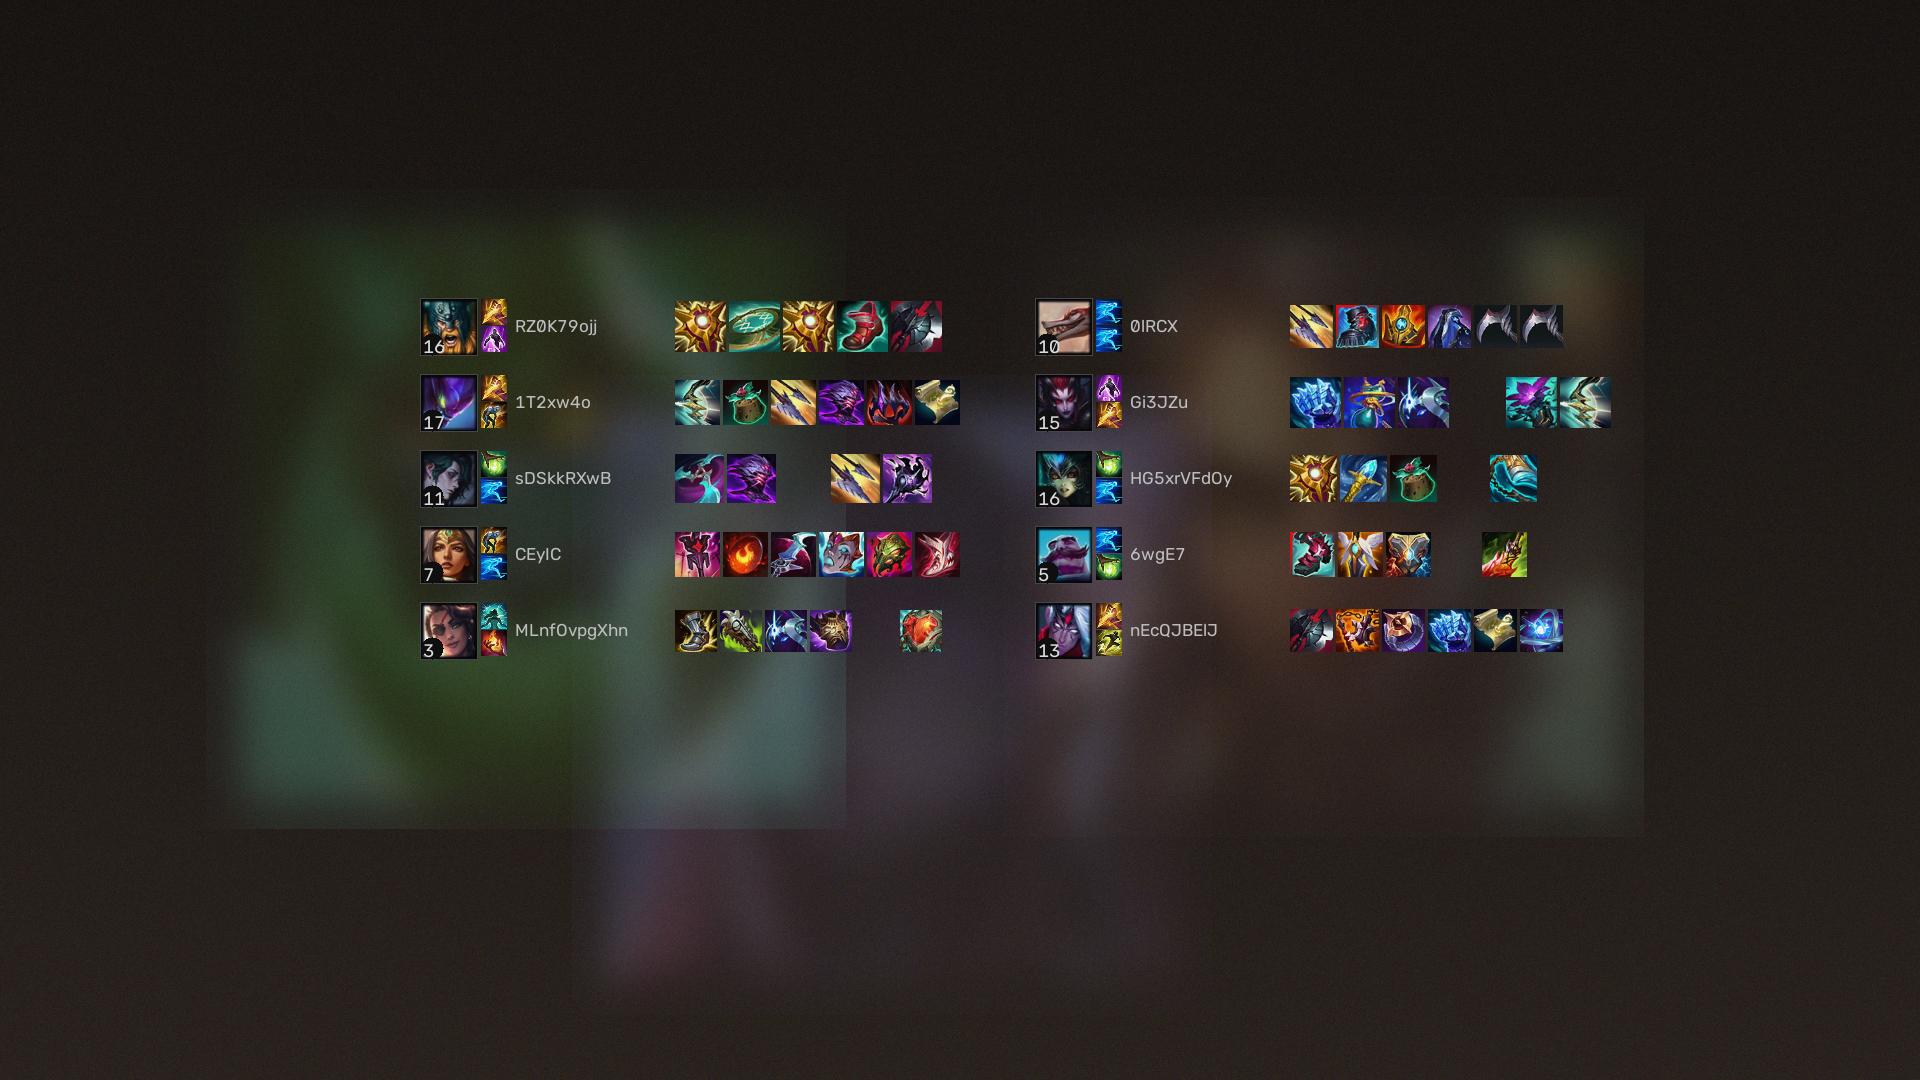 16 RZ0K79ojj
17 1T2xw4o
11 sDSkkRXwB
7 CEyIC
3 MLnfOvpgXhn
10 0IRCX
15 Gi3JZu
16 HG5xrVFdOy
5 6wgE7
13 nEcQJBEIJ